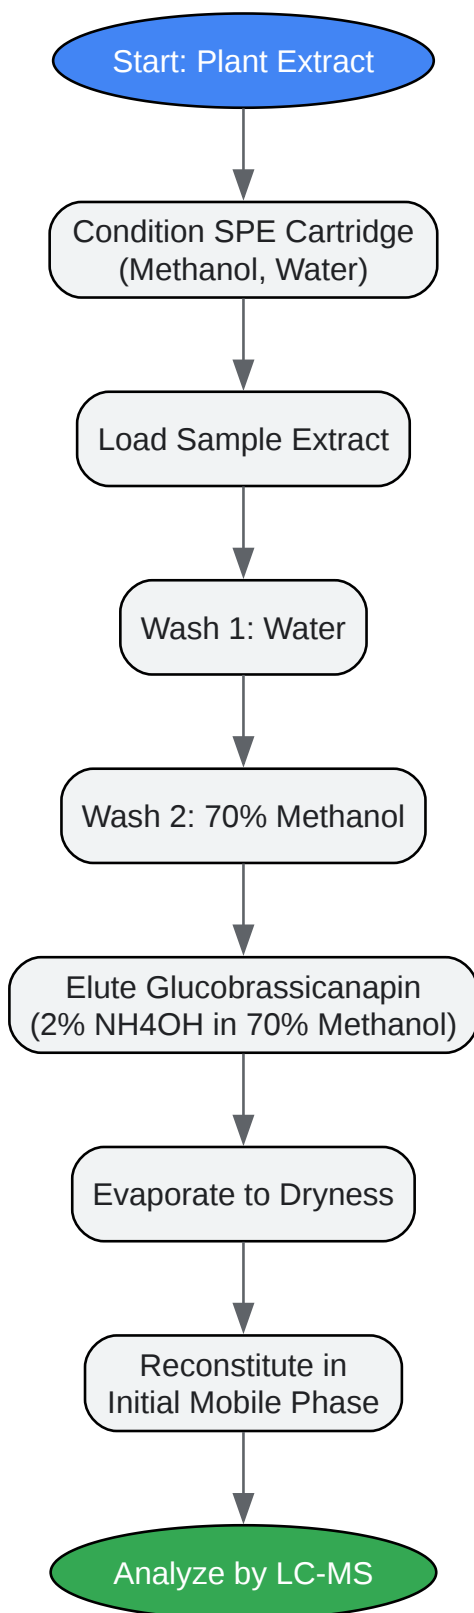 Start: Plant Extract
Condition SPE Cartridge
(Methanol, Water)
Load Sample Extract
Wash 1: Water
Wash 2: 70% Methanol
Elute Glucobrassicanapin
(2% NH4OH in 70% Methanol)
Evaporate to Dryness
Reconstitute in
Initial Mobile Phase
Analyze by LC-MS